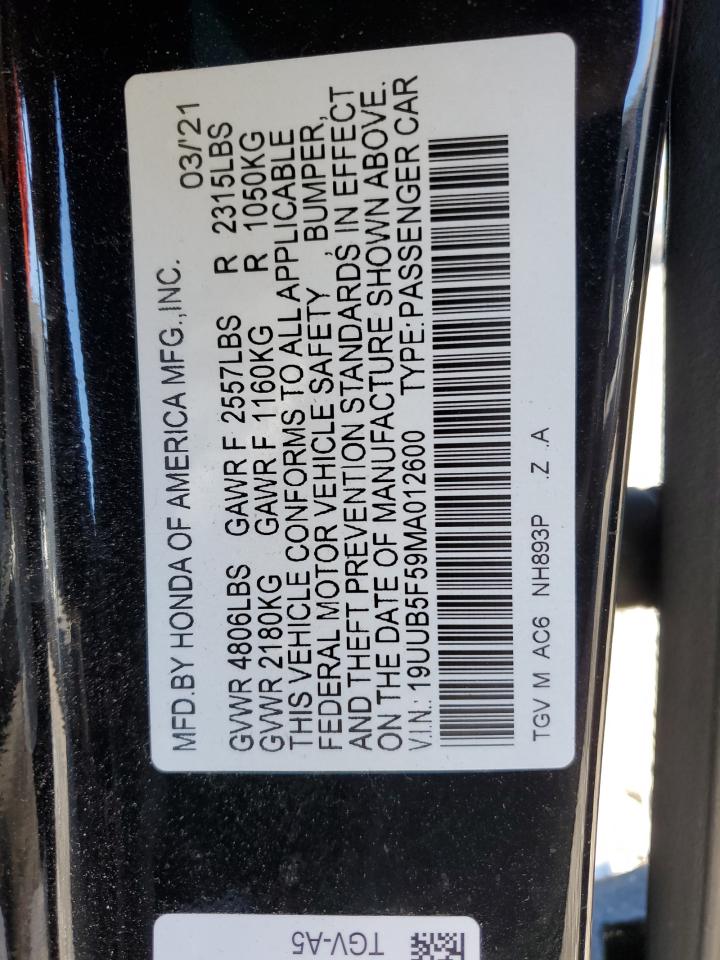 MFD.BY HONDA OF AMERICA MFG.,INC. 03/'21
GVWR 4806LBS GAWR F 2557LBS R 2315LBS
GVWR 2180KG GAWR F 1160KG R 1050KG
THIS VEHICLE CONFORMS TO ALL APPLICABLE
FEDERAL MOTOR VEHICLE SAFETY , BUMPER,
AND THEFT PREVENTION STANDARDS IN EFFECT
ON THE DATE OF MANUFACTURE SHOWN ABOVE.
V.I.N.: 19UUB5F59MA012600 TYPE:PASSENGER CAR
TGV M AC6 NH893P .Z .A
TGV-A5